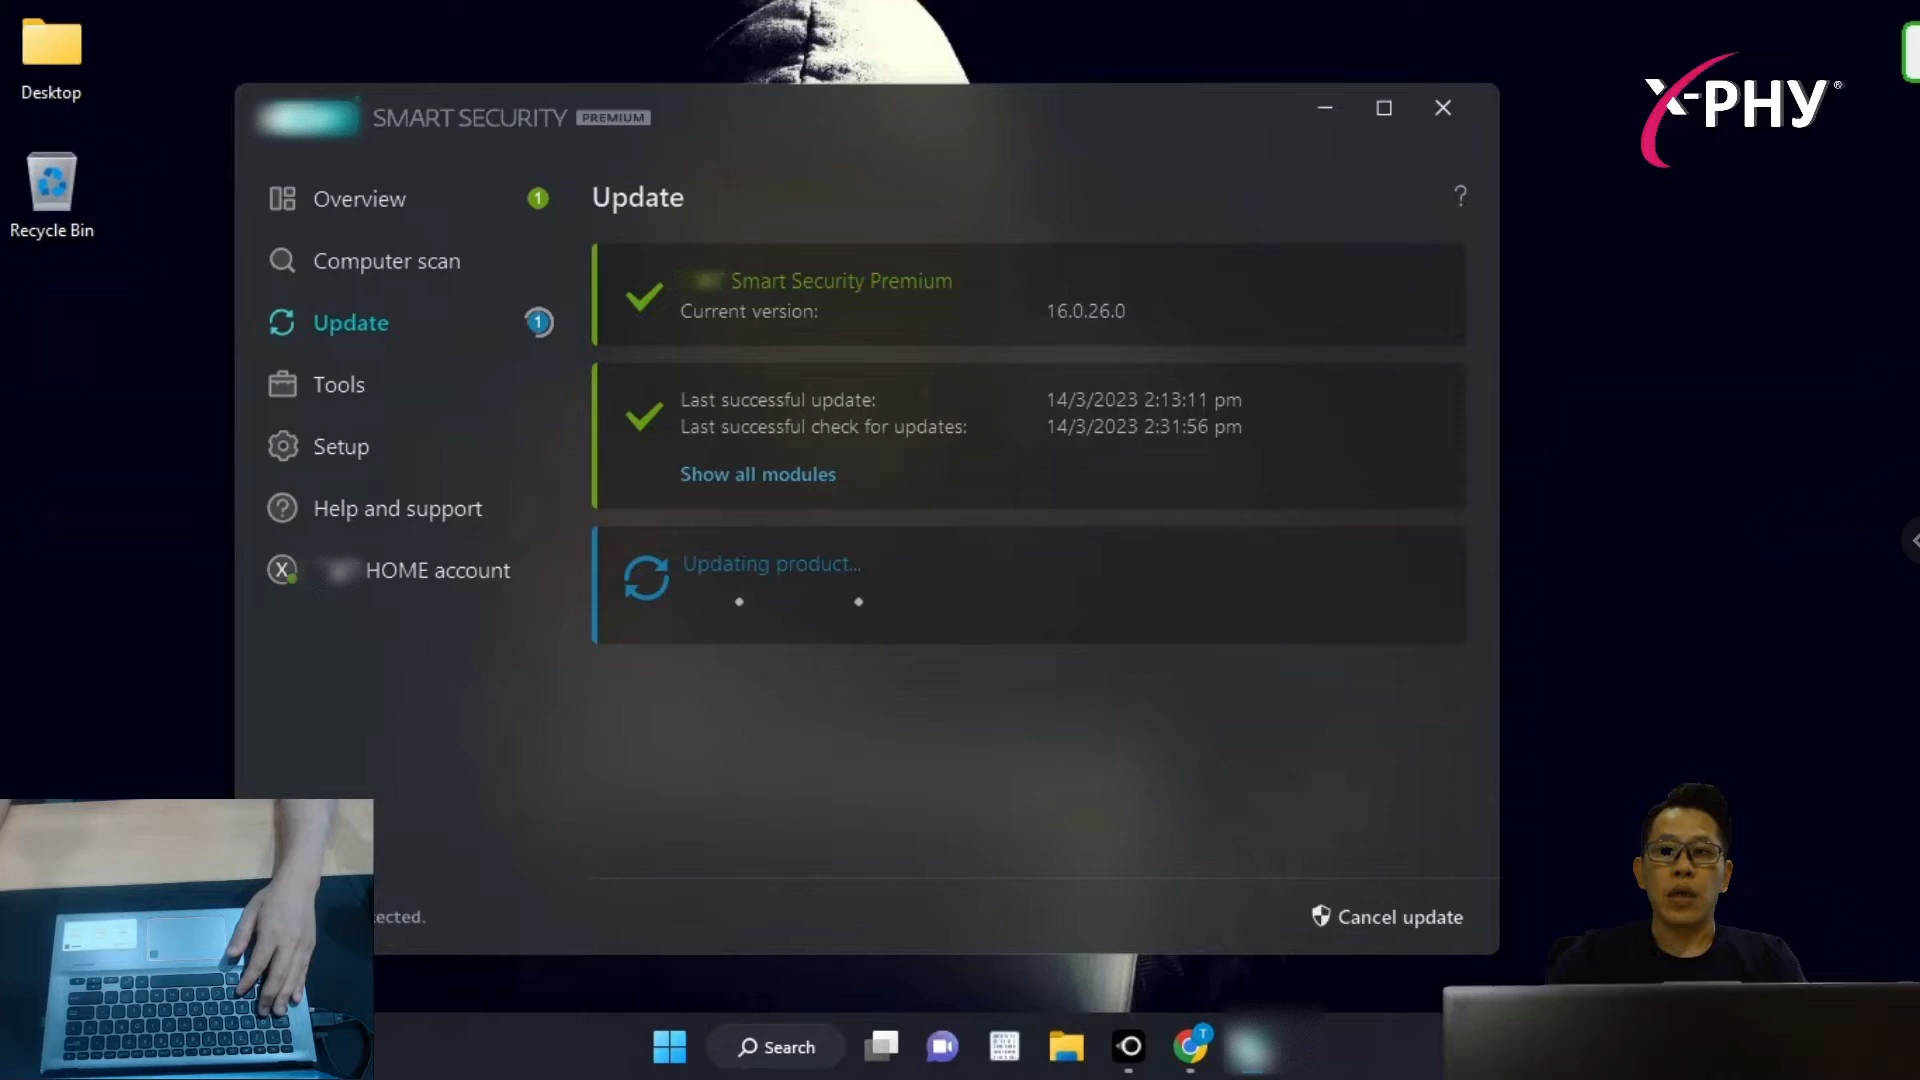 Desktop
Recycle Bin
SMART SECURITY PREMIUM
X-PHY®
Overview
1
Computer scan
Update
1
Tools
Setup
Help and support
X
HOME account
Update
?
Smart Security Premium
Current version: 16.0.26.0
Last successful update: 14/3/2023 2:13:11 pm
Last successful check for updates: 14/3/2023 2:31:56 pm
Show all modules
Updating product...
ected.
Cancel update
Search
T